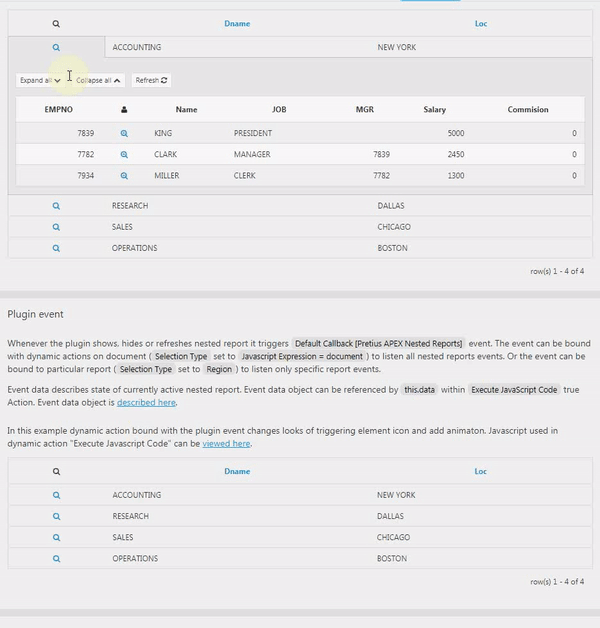 Dname Loc
ACCOUNTING NEW YORK
Expand all Collapse all Refresh
EMPNO Name JOB MGR Salary Commision
7839 KING PRESIDENT 5000 0
7782 CLARK MANAGER 7839 2450 0
7934 MILLER CLERK 7782 1300 0
RESEARCH DALLAS
SALES CHICAGO
OPERATIONS BOSTON
row(s) 1 - 4 of 4
Plugin event
Whenever the plugin shows, hides or refreshes nested report it triggers Default Callback [Pretius APEX Nested Reports] event. The event can be bound
with dynamic actions on document ( Selection Type set to Javascript Expression = document ) to listen all nested reports events. Or the event can be
bound to particular report ( Selection Type set to Region ) to listen only specific report events.
Event data describes state of currently active nested report. Event data object can be referenced by this.data within Execute JavaScript Code true
Action. Event data object is described here.
In this example dynamic action bound with the plugin event changes looks of triggering element icon and add animaton. Javascript used in
dynamic action "Execute Javascript Code" can be viewed here.
Dname Loc
ACCOUNTING NEW YORK
RESEARCH DALLAS
SALES CHICAGO
OPERATIONS BOSTON
row(s) 1 - 4 of 4